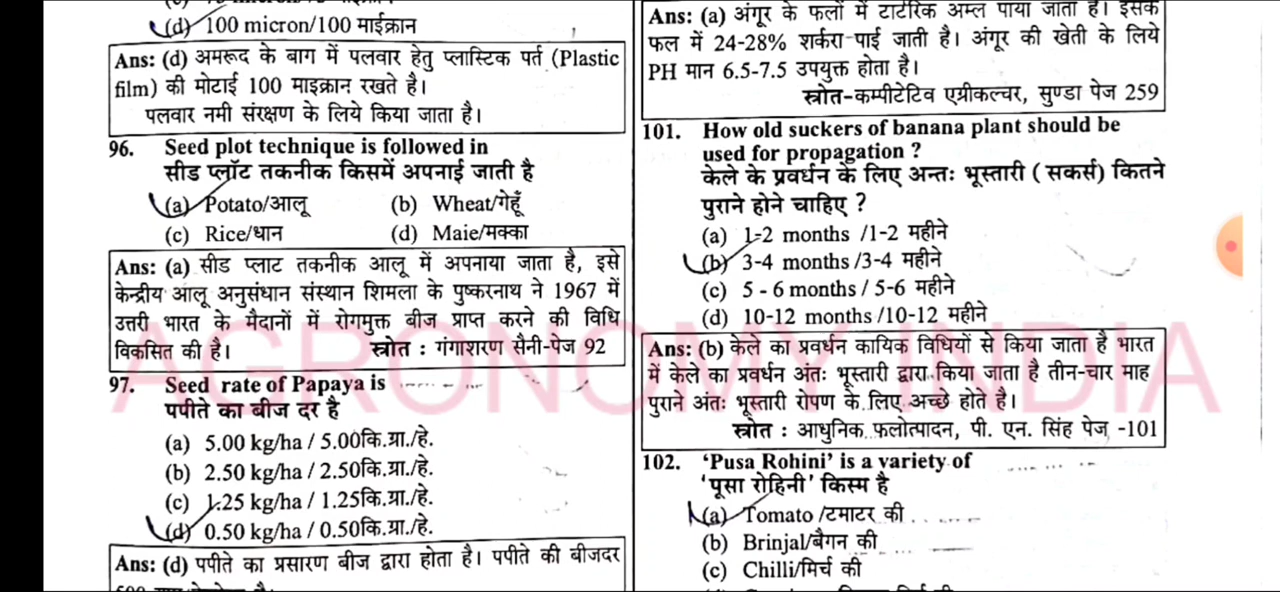 (d) 100 micron/100 माईक्रान
Ans: (d) अमरूद के बाग में पलवार हेतु प्लास्टिक पर्त (Plastic
film) की मोटाई 100 माइक्रान रखते है।
पलवार नमी संरक्षण के लिये किया जाता है।
96. Seed plot technique is followed in
सीड प्लॉट तकनीक किसमें अपनाई जाती है
(a) Potato/आलू (b) Wheat/गेहूँ
(c) Rice/धान (d) Maie/मक्का
Ans: (a) सीड प्लाट तकनीक आलू में अपनाया जाता है, इसे
केन्द्रीय आलू अनुसंधान संस्थान शिमला के पुष्करनाथ ने 1967 में
उत्तरी भारत के मैदानों में रोगमुक्त बीज प्राप्त करने की विधि
विकसित की है। स्त्रोत : गंगाशरण सैनी-पेज 92
97. Seed rate of Papaya is
पपीते का बीज दर है
(a) 5.00 kg/ha / 5.00कि.ग्रा./हे.
(b) 2.50 kg/ha / 2.50कि.ग्रा./हे.
(c) 1.25 kg/ha / 1.25कि.ग्रा./हे.
(d) 0.50 kg/ha / 0.50कि.ग्रा./हे.
Ans: (d) पपीते का प्रसारण बीज द्वारा होता है। पपीते की बीजदर
Ans: (a) अंगूर के फलों में टार्टरिक अम्ल पाया जाता है। इसके
फल में 24-28% शर्करा पाई जाती है। अंगूर की खेती के लिये
PH मान 6.5-7.5 उपयुक्त होता है।
स्त्रोत-कम्पीटेटिव एग्रीकल्चर, सुण्डा पेज 259
101. How old suckers of banana plant should be
used for propagation ?
केले के प्रवर्धन के लिए अन्तः भूस्तारी ( सकर्स) कितने
पुराने होने चाहिए ?
(a) 1-2 months /1-2 महीने
(b) 3-4 months /3-4 महीने
(c) 5 - 6 months / 5-6 महीने
(d) 10-12 months /10-12 महीने
Ans: (b) केले का प्रवर्धन कायिक विधियों से किया जाता है भारत
में केले का प्रवर्धन अंतः भूस्तारी द्वारा किया जाता है तीन-चार माह
पुराने अंतः भूस्तारी रोपण के लिए अच्छे होते है।
स्त्रोत : आधुनिक फलोत्पादन, पी. एन. सिंह पेज -101
102. 'Pusa Rohini' is a variety of
'पूसा रोहिनी' किस्म है
(a) Tomato /टमाटर की
(b) Brinjal/बैगन की
(c) Chilli/मिर्च की
AGRONOMY INDIA